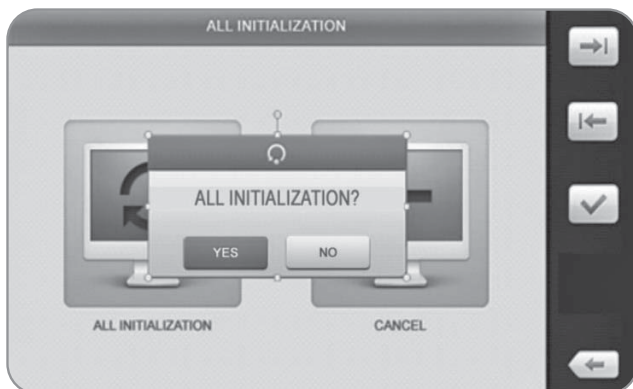 ALL INITIALIZATION
ALL INITIALIZATION?
YES NO
ALL INITIALIZATION CANCEL